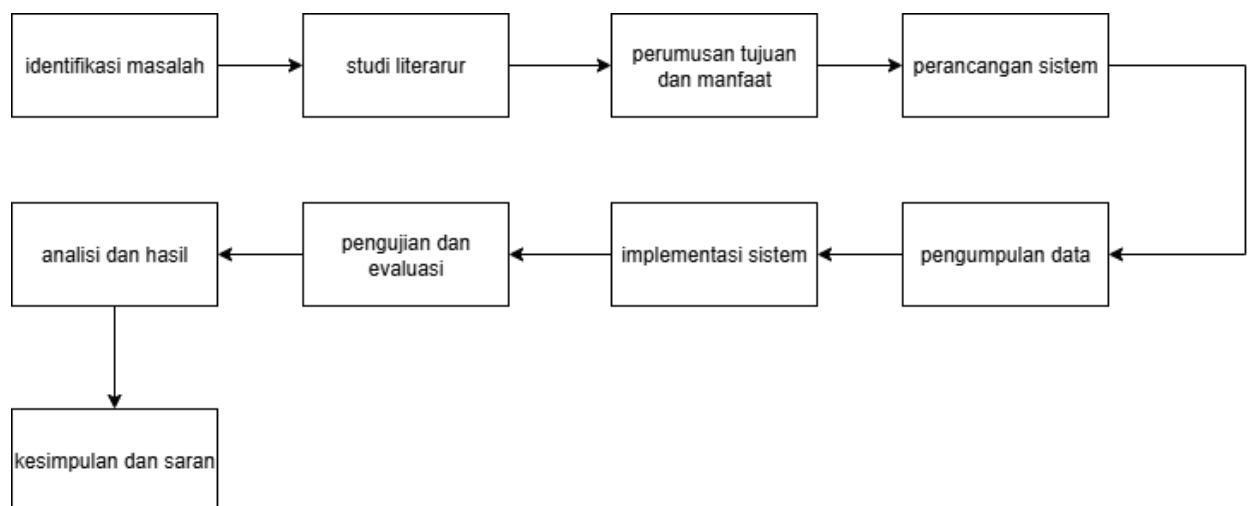 identifikasi masalah
studi literarur
perumusan tujuan
dan manfaat
perancangan sistem
pengumpulan data
implementasi sistem
pengujian dan
evaluasi
analisi dan hasil
kesimpulan dan saran